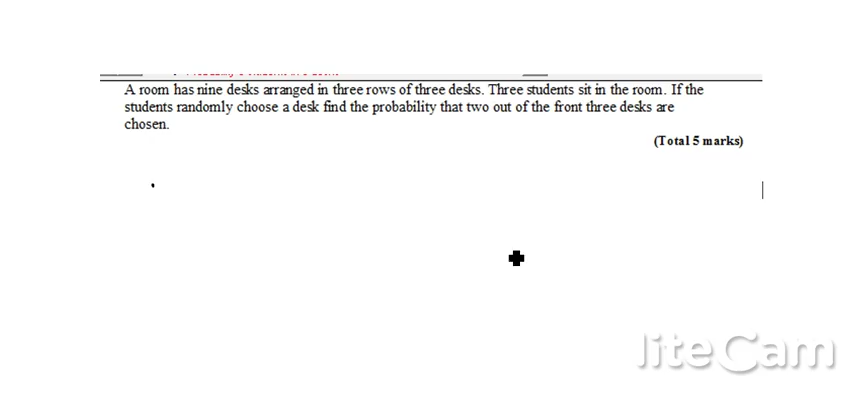 A room has nine desks arranged in three rows of three desks. Three students sit in the room. If the
students randomly choose a desk find the probability that two out of the front three desks are
chosen.
(Total 5 marks)
liteCam